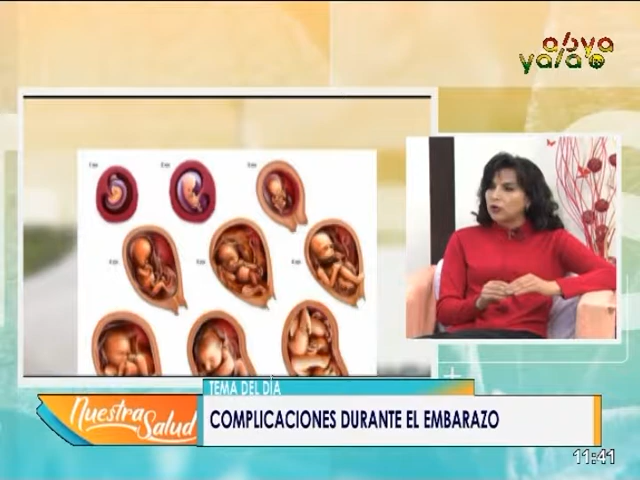 abya
yala
TEMA DEL DÍA
Nuestra
Salud
COMPLICACIONES DURANTE EL EMBARAZO
11:41